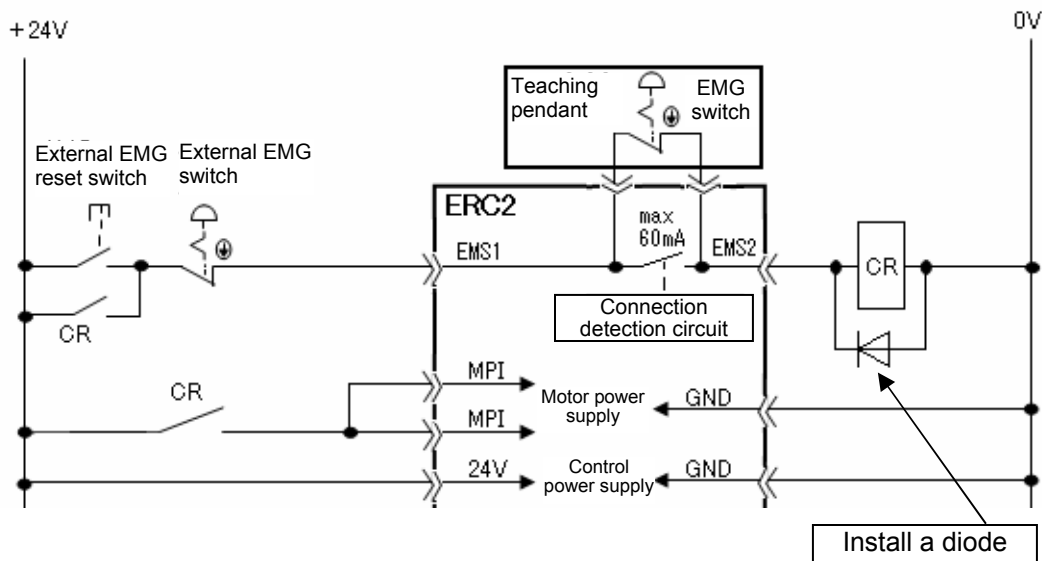 +24V
0V
Teaching
pendant
EMG
switch
External EMG
reset switch
External EMG
switch
ERC2
max
60mA
EMS1
EMS2
CR
CR
Connection
detection circuit
CR
MPI
MPI
Motor power
supply
GND
24V
Control
power supply
GND
Install a diode